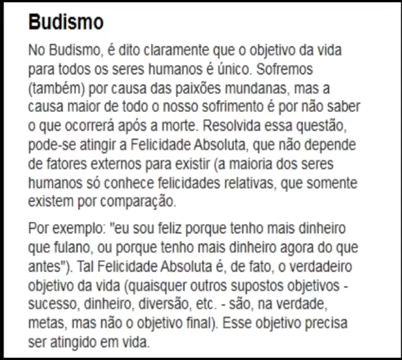 Budismo
No Budismo, é dito claramente que o objetivo da vida
para todos os seres humanos é único. Sofremos
(também) por causa das paixões mundanas, mas a
causa maior de todo o nosso sofrimento é por não saber
o que ocorrerá após a morte. Resolvida essa questão,
pode-se atingir a Felicidade Absoluta, que não depende
de fatores externos para existir (a maioria dos seres
humanos só conhece felicidades relativas, que somente
existem por comparação.
Por exemplo: "eu sou feliz porque tenho mais dinheiro
que fulano, ou porque tenho mais dinheiro agora do que
antes"). Tal Felicidade Absoluta é, de fato, o verdadeiro
objetivo da vida (quaisquer outros supostos objetivos -
sucesso, dinheiro, diversão, etc. - são, na verdade,
metas, mas não o objetivo final). Esse objetivo precisa
ser atingido em vida.